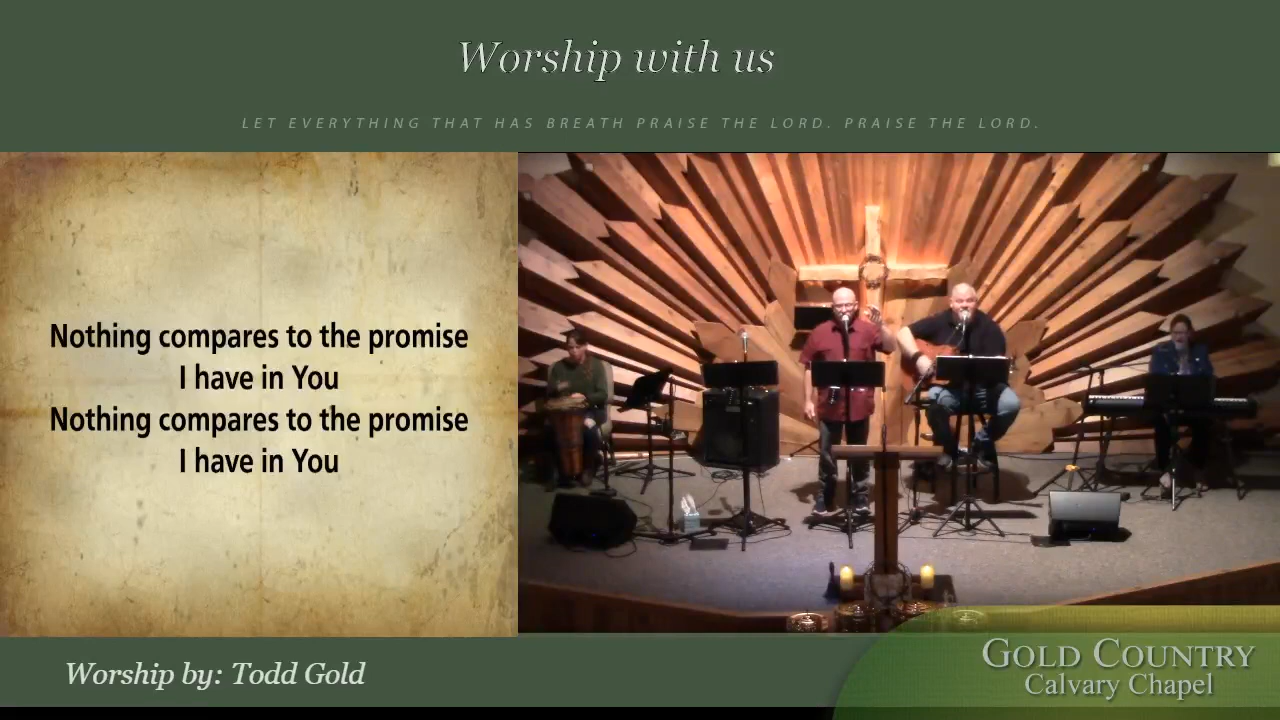 Worship with us
LET EVERYTHING THAT HAS BREATH PRAISE THE LORD. PRAISE THE LORD.
Nothing compares to the promise
I have in You
Nothing compares to the promise
I have in You
Worship by: Todd Gold
GOLD COUNTRY
Calvary Chapel